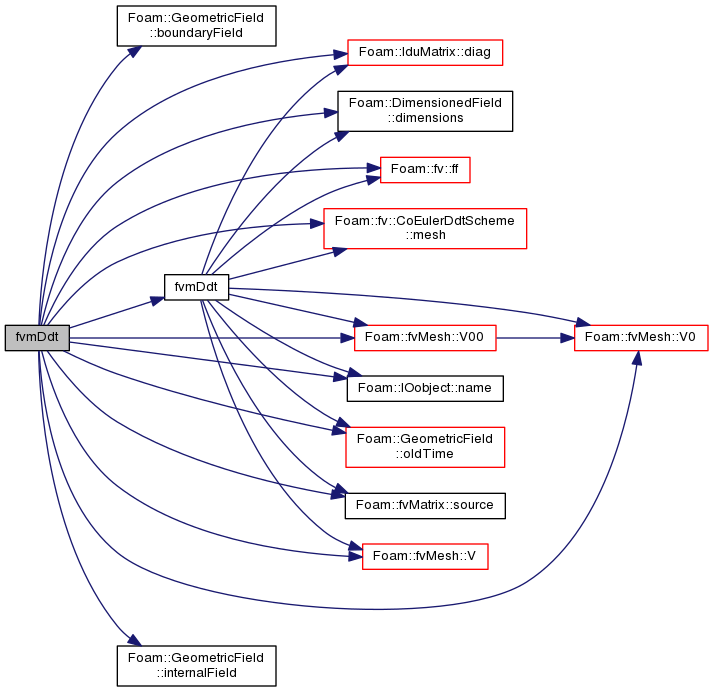 Foam::GeometricField
::boundaryField
Foam::lduMatrix::diag
Foam::DimensionedField
::dimensions
Foam::fv::ff
Foam::fv::CoEulerDdtScheme
::mesh
fvmDdt
fvmDdt
Foam::fvMesh::V00
Foam::fvMesh::V0
Foam::IOobject::name
Foam::GeometricField
::oldTime
Foam::fvMatrix::source
Foam::fvMesh::V
Foam::GeometricField
::internalField